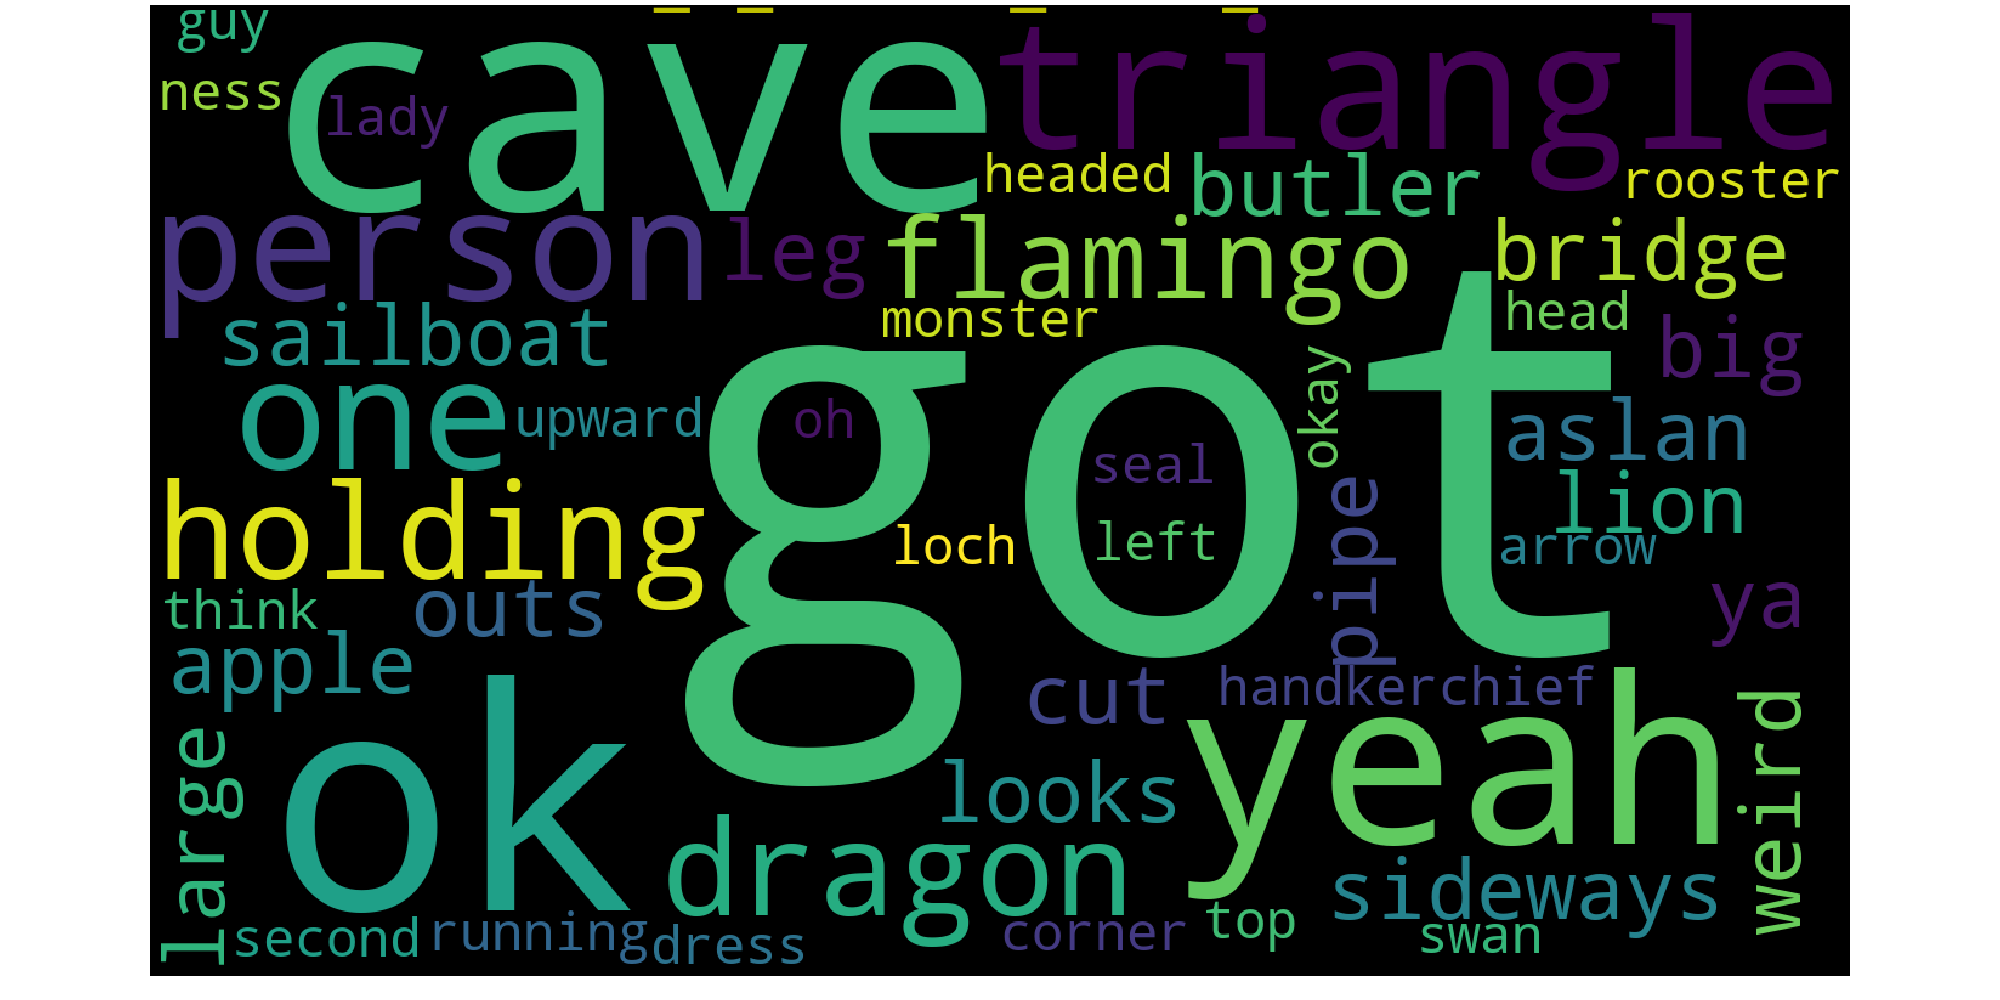 guy
cave
triangle
ness
lady
headed
butler
rooster
person
leg
flamingo
bridge
sailboat
monster
head
big
one
upward
oh
got
okay
aslan
seal
holding
loch
left
pipe
lion
arrow
think
outs
ya
apple
cut
handkerchief
large
ok
looks
yeah
weird
dragon
sideways
second
running
dress
corner
top
swan